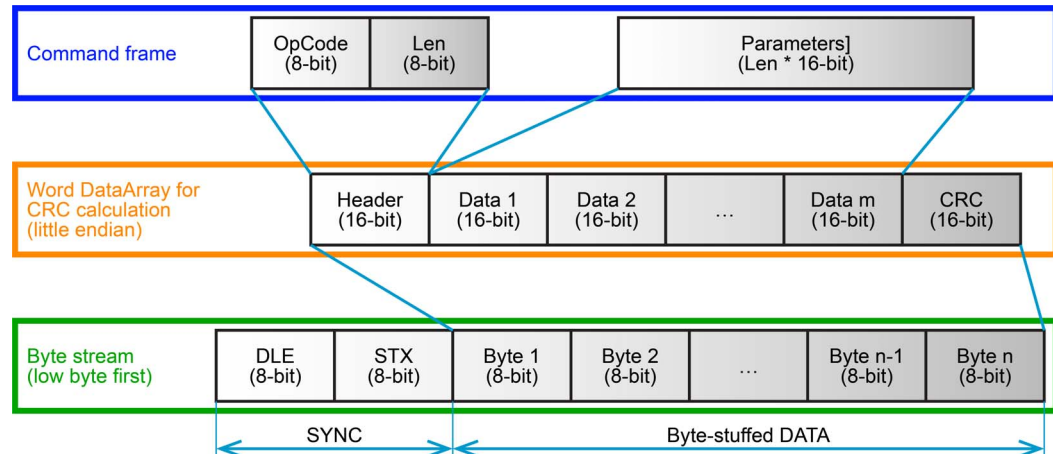 Command frame
OpCode
(8-bit)
Len
(8-bit)
Parameters]
(Len * 16-bit)
Word DataArray for
CRC calculation
(little endian)
Header
(16-bit)
Data 1
(16-bit)
Data 2
(16-bit)
...
Data m
(16-bit)
CRC
(16-bit)
Byte stream
(low byte first)
DLE
(8-bit)
STX
(8-bit)
Byte 1
(8-bit)
Byte 2
(8-bit)
...
Byte n-1
(8-bit)
Byte n
(8-bit)
SYNC
Byte-stuffed DATA